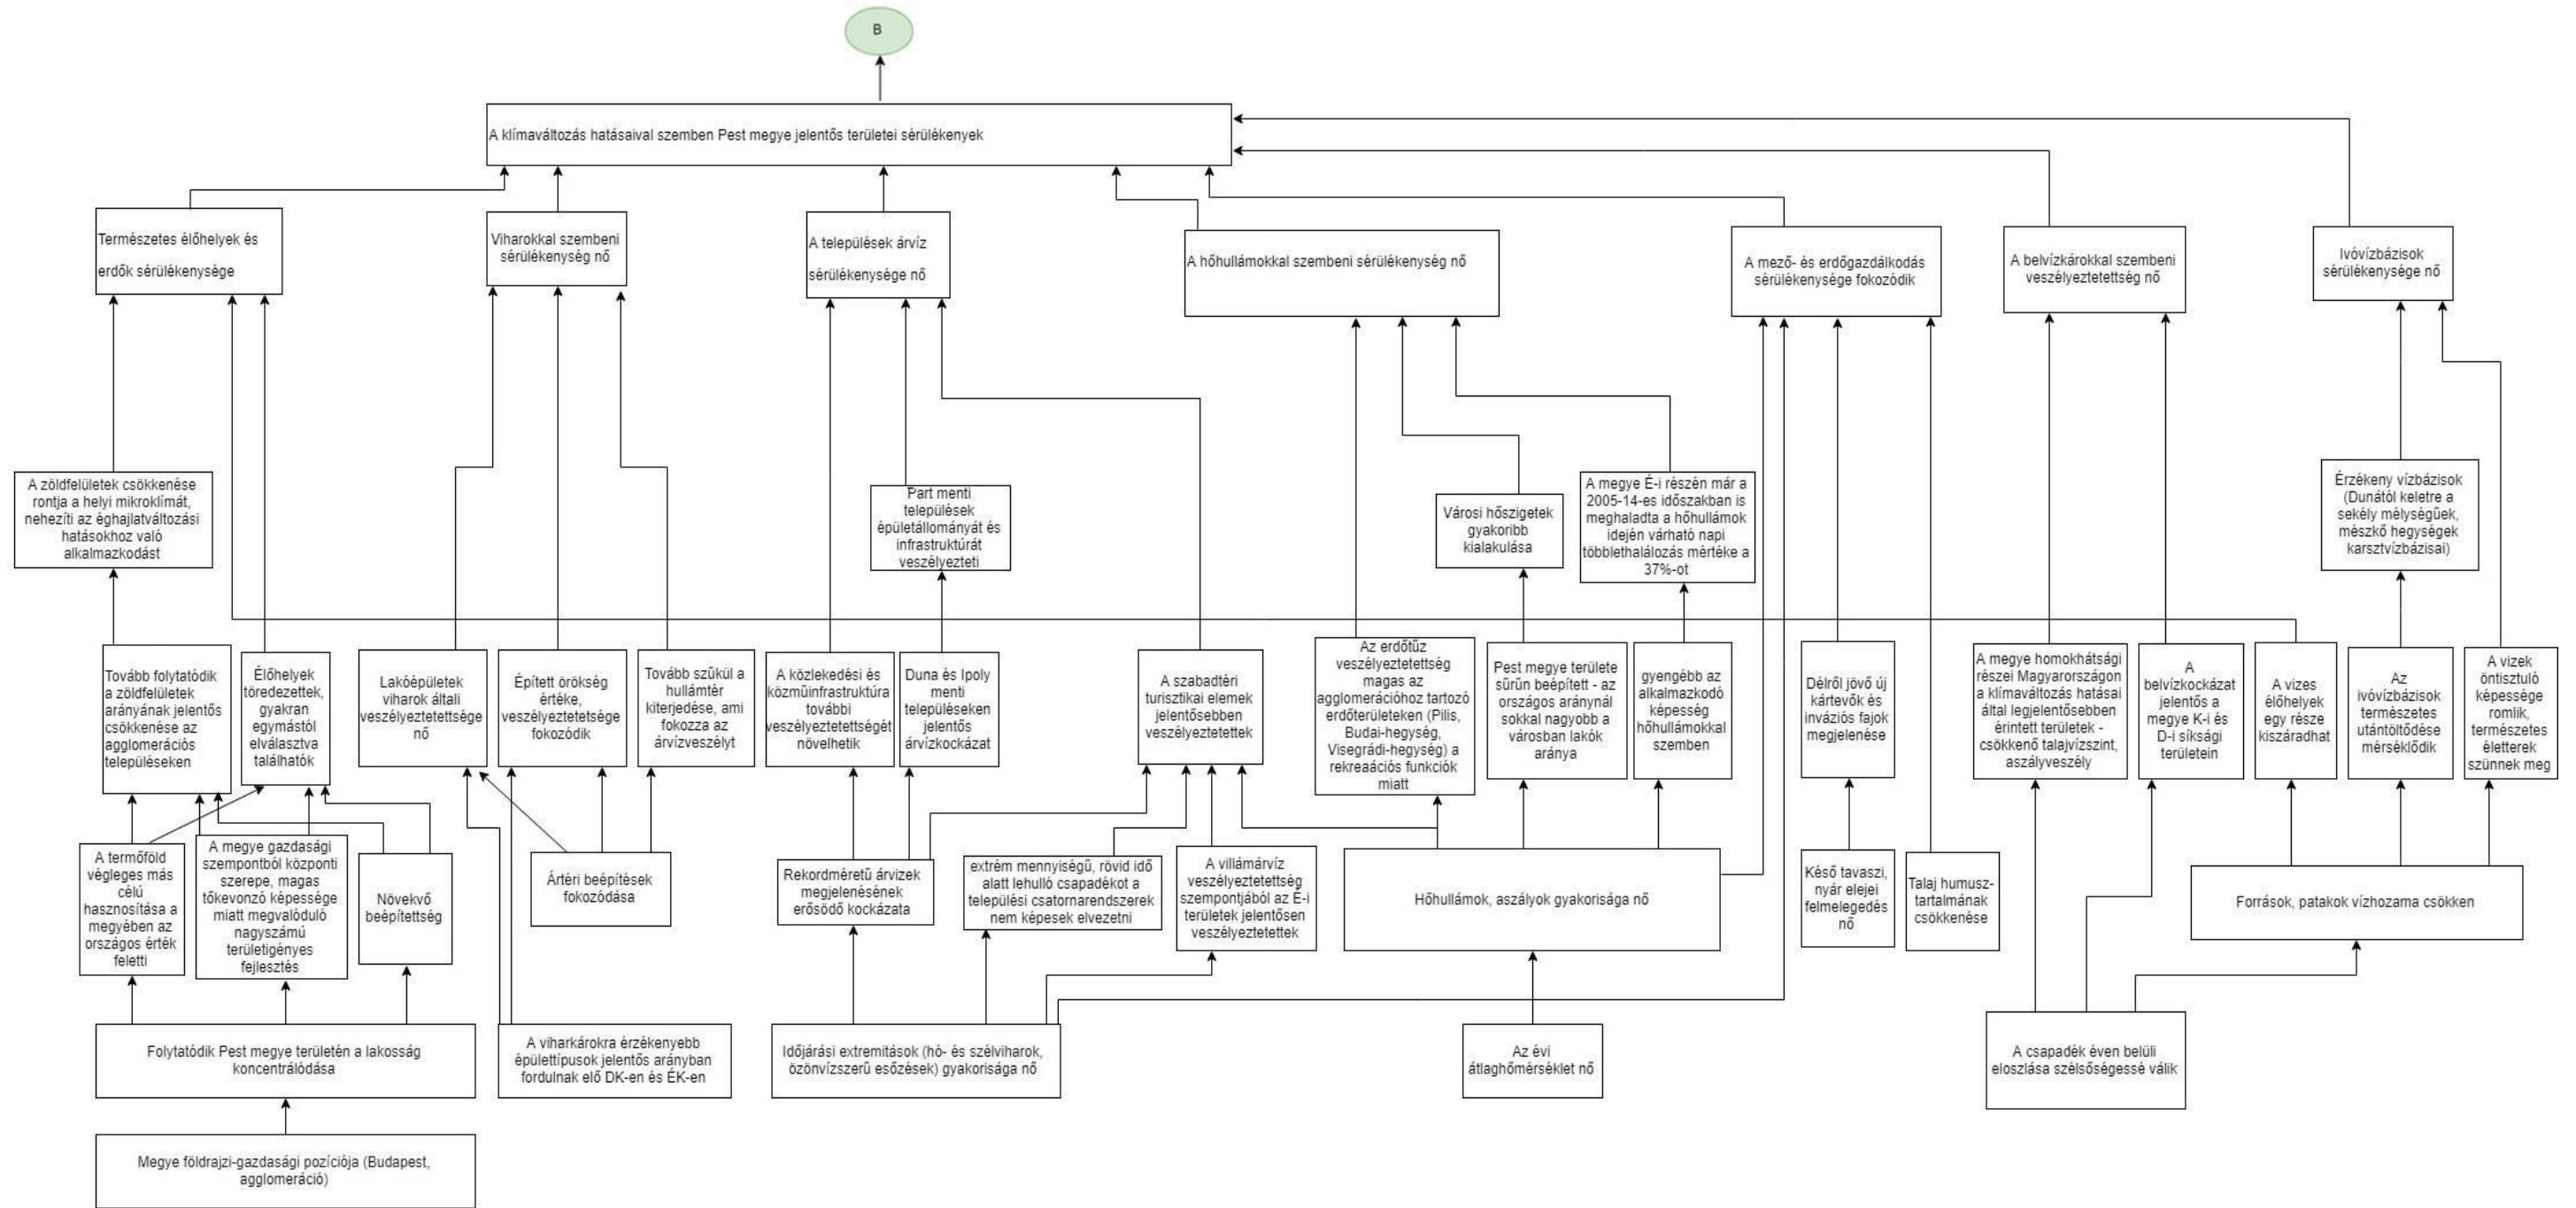 B
A klímaváltozás hatásaival szemben Pest megye jelentős területei sérülékenyek
Természetes élőhelyek és
erdők sérülékenysége
Viharokkal szembeni
sérülékenység nő
A települések árvíz
sérülékenysége nő
A hőhullámokkal szembeni sérülékenység nő
A mező- és erdőgazdálkodás
sérülékenysége fokozódik
A belvízkárokkal szembeni
veszélyeztetettség nő
Ivóvízbázisok
sérülékenysége nő
A zöldfelületek csökkenése
rontja a helyi mikroklímát,
nehezíti az éghajlatváltozási
hatásokhoz való
alkalmazkodást
Part menti
települések
épületállományát és
infrastruktúrát
veszélyezteti
Városi hőszigetek
gyakoribb
kialakulása
A megye É-i részén már a
2005-14-es időszakban is
meghaladta a hőhullámok
idején várható napi
többlethalálozás mértéke a
37%-ot
Érzékeny vízbázisok
(Dunától keletre a
sekély mélységűek,
mészkő hegységek
karsztvízbázisai)
Tovább folytatódik
a zöldfelületek
arányának jelentős
csökkenése az
agglomerációs
településeken
Élőhelyek
töredezettek,
gyakran
egymástól
elválasztva
találhatók
Lakóépületek
viharok általi
veszélyeztetettsége
nő
Épített örökség
értéke,
veszélyeztetetsége
fokozódik
Tovább szűkül a
hullámtér
kiterjedése, ami
fokozza az
árvízveszélyt
A közlekedési és
közműinfrastruktúra
további
veszélyeztetettségét
növelhetik
Duna és Ipoly
menti
településeken
jelentős
árvízkockázat
A szabadtéri
turisztikai elemek
jelentősebben
veszélyeztetettek
Az erdőtűz
veszélyeztetettség
magas az
agglomerációhoz tartozó
erdőterületeken (Pilis,
Budai-hegység,
Visegrádi-hegység) a
rekreaációs funkciók
miatt
Pest megye területe
sűrűn beépített - az
országos aránynál
sokkal nagyobb a
városban lakók
aránya
gyengébb az
alkalmazkodó
képesség
hőhullámokkal
szemben
Délről jövő új
kártevők és
inváziós fajok
megjelenése
A megye homokhátsági
részei Magyarországon
a klímaváltozás hatásai
által legjelentősebben
érintett területek -
csökkenő talajvízszint,
aszályveszély
A
belvízkockázat
jelentős a
megye K-i és
D-i síksági
területein
A vizes
élőhelyek
egy része
kiszáradhat
Az
ivóvízbázisok
természetes
utántöltődése
mérséklődik
A vizek
öntisztuló
képessége
romlik,
természetes
életterek
szünnek meg
A termőföld
végleges más
célú
hasznosítása a
megyében az
országos érték
feletti
A megye gazdasági
szempontból központi
szerepe, magas
tőkevonzó képessége
miatt megvalóduló
nagyszámú
területigényes
fejlesztés
Növekvő
beépítettség
Ártéri beépítések
fokozódása
Rekordméretű árvizek
megjelenésének
erősödő kockázata
extrém mennyiségű, rövid idő
alatt lehulló csapadékot a
települési csatornarendszerek
nem képesek elvezetni
A villámárvíz
veszélyeztetettség
szempontjából az É-i
területek jelentősen
veszélyeztetettek
Hőhullámok, aszályok gyakorisága nő
Késő tavaszi,
nyár elejei
felmelegedés
nő
Talaj humusz-
tartalmának
csökkenése
Források, patakok vízhozama csökken
Folytatódik Pest megye területén a lakosság
koncentrálódása
A viharkárokra érzékenyebb
épülettípusok jelentős arányban
fordulnak elő DK-en és ÉK-en
Időjárási extremitások (hó- és szélviharok,
özönvízszerű esőzések) gyakorisága nő
Az évi
átlaghőmérséklet nő
A csapadék éven belüli
eloszlása szélsőségessé válik
Megye földrajzi-gazdasági pozíciója (Budapest,
agglomeráció)